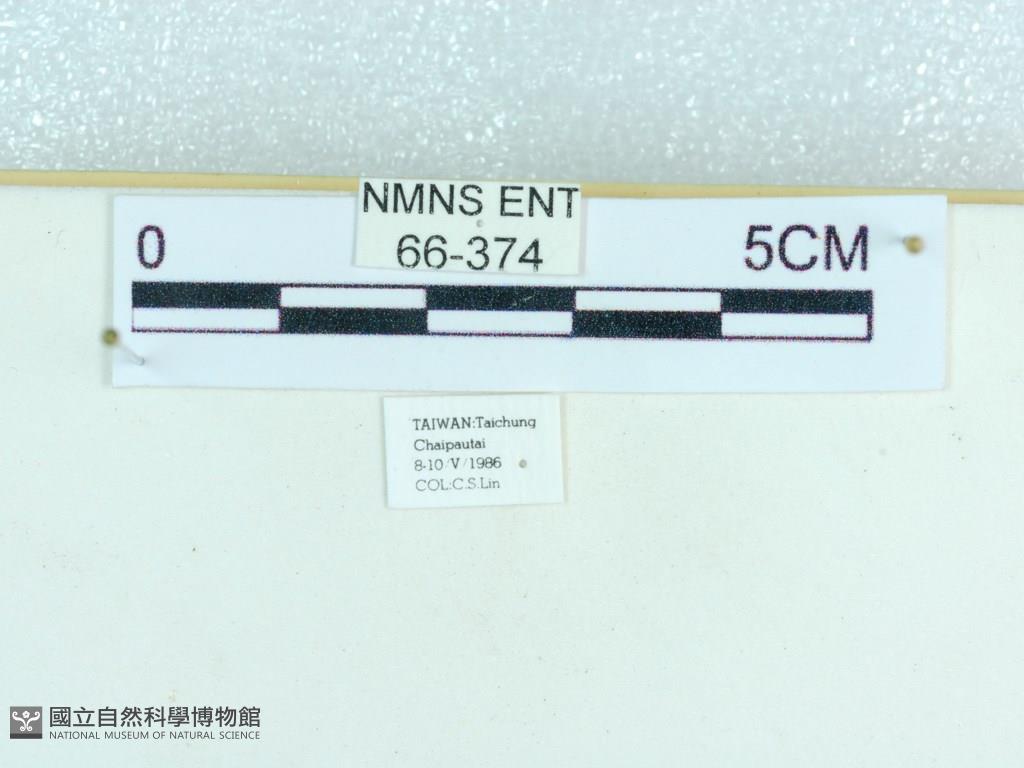 NMNS ENT
66-374
0
5CM
TAIWAN:Taichung
Chaipautai
8-10/V/1986
COL:C.S.Lin
國立自然科學博物館
NATIONAL MUSEUM OF NATURAL SCIENCE